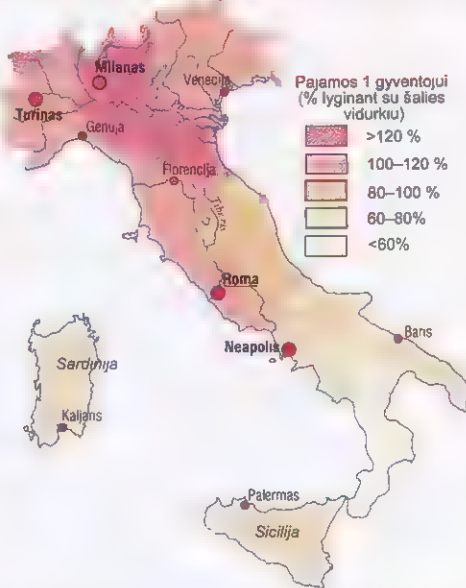 Milanas
Venecija
Turinas
Genuja
Florencija
Tibras
Roma
Neapolis
Baris
Sardinija
Kaljaris
Palermas
Sicilija
Pajamos 1 gyventojui
(% lyginant su šalies
vidurkiu)
>120 %
100–120 %
80–100 %
60–80%
<60%